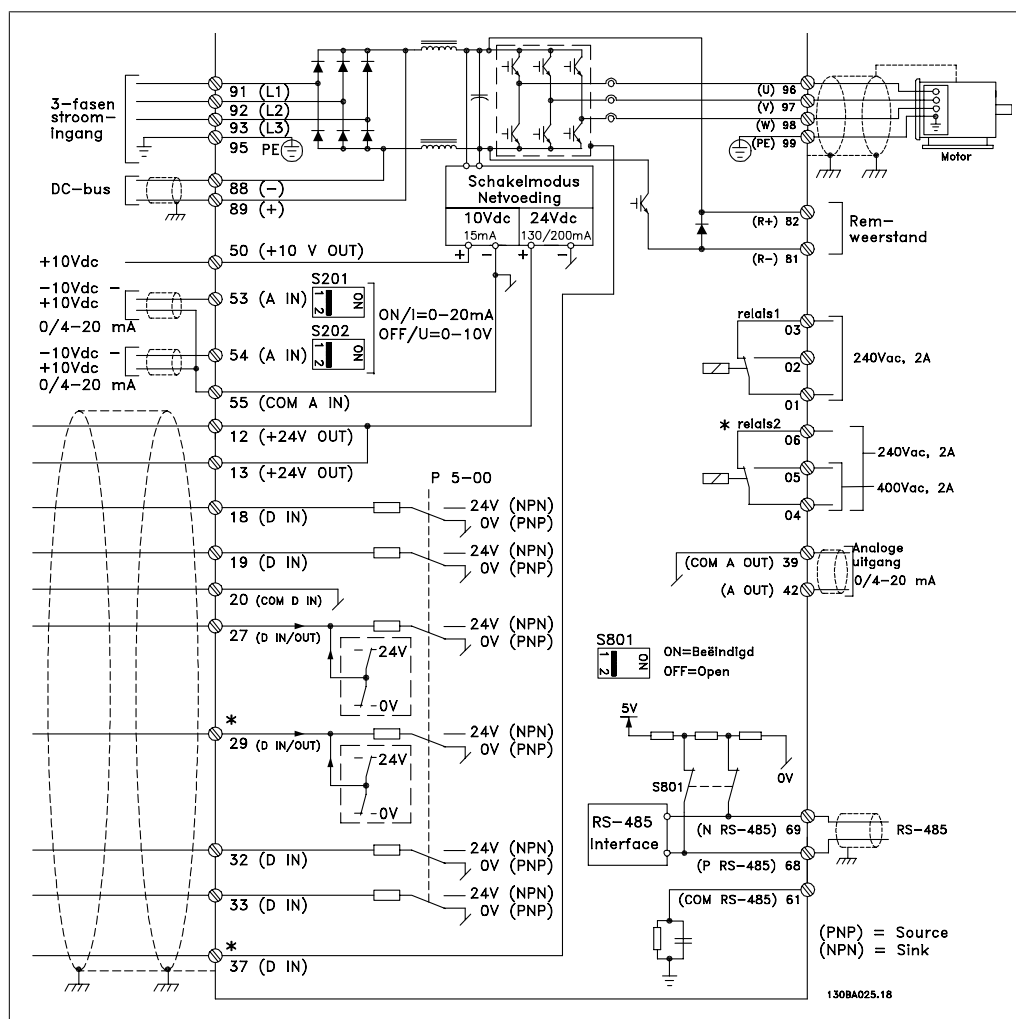 3-fasen
stroom-
ingang
91 (L1)
92 (L2)
93 (L3)
95 PE
DC-bus
88 (-)
89 (+)
50 (+10 V OUT)
+10Vdc
-10Vdc -
+10Vdc
0/4-20 mA
53 (A IN)
S201
1 2
ON
ON/I=0-20mA
OFF/U=0-10V
-10Vdc -
+10Vdc
0/4-20 mA
54 (A IN)
S202
1 2
ON
55 (COM A IN)
12 (+24V OUT)
13 (+24V OUT)
P 5-00
18 (D IN)
24V (NPN)
0V (PNP)
19 (D IN)
24V (NPN)
0V (PNP)
20 (COM D IN)
27 (D IN/OUT)
24V (NPN)
0V (PNP)
24V
0V
*
29 (D IN/OUT)
24V (NPN)
0V (PNP)
24V
0V
32 (D IN)
24V (NPN)
0V (PNP)
33 (D IN)
24V (NPN)
0V (PNP)
*
37 (D IN)
Schakelmodus
Netvoeding
10Vdc
15mA
24Vdc
130/200mA
+ - + -
(U) 96
(V) 97
(W) 98
(PE) 99
Motor
(R+) 82
(R-) 81
Rem-
weerstand
relaIs1
03
02
01
240Vac, 2A
* relaIs2
06
05
04
240Vac, 2A
400Vac, 2A
(COM A OUT) 39
(A OUT) 42
Analoge
uitgang
0/4-20 mA
S801
1 2
ON
ON=Beëindigd
OFF=Open
5V
S801
0V
RS-485
Interface
(N RS-485) 69
(P RS-485) 68
RS-485
(COM RS-485) 61
(PNP) = Source
(NPN) = Sink
130BA025.18